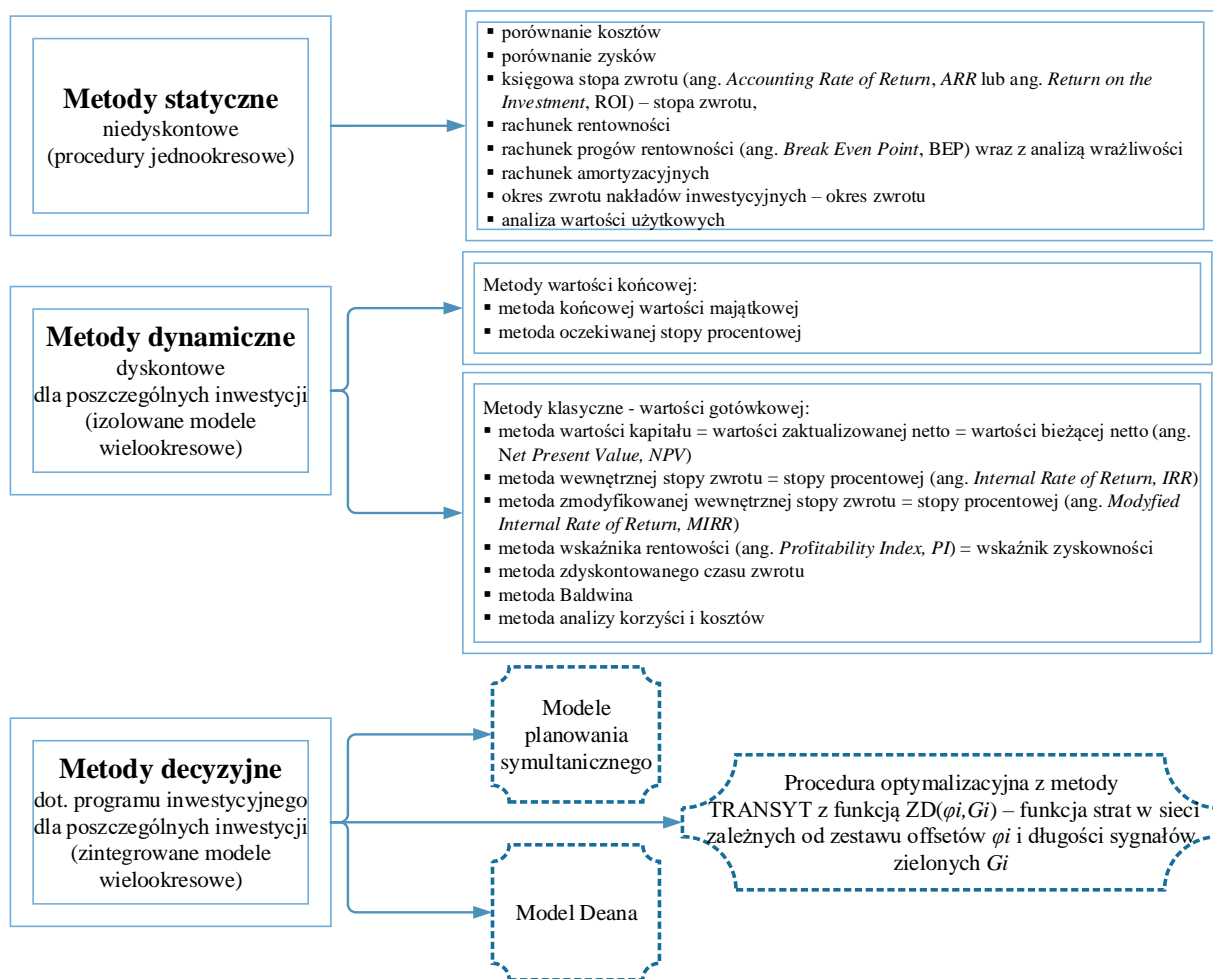 Metody statyczne
niedyskontowe
(procedury jednookresowe)
▪ porównanie kosztów
▪ porównanie zysków
▪ księgowa stopa zwrotu (ang. Accounting Rate of Return, ARR lub ang. Return on the
Investment, ROI) – stopa zwrotu,
▪ rachunek rentowności
▪ rachunek progów rentowności (ang. Break Even Point, BEP) wraz z analizą wrażliwości
▪ rachunek amortyzacyjnych
▪ okres zwrotu nakładów inwestycyjnych – okres zwrotu
▪ analiza wartości użytkowych
Metody dynamiczne
dyskontowe
dla poszczególnych inwestycji
(izolowane modele
wielookresowe)
Metody wartości końcowej:
▪ metoda końcowej wartości majątkowej
▪ metoda oczekiwanej stopy procentowej
Metody klasyczne - wartości gotówkowej:
▪ metoda wartości kapitału = wartości zaktualizowanej netto = wartości bieżącej netto (ang.
Net Present Value, NPV)
▪ metoda wewnętrznej stopy zwrotu = stopy procentowej (ang. Internal Rate of Return, IRR)
▪ metoda zmodyfikowanej wewnętrznej stopy zwrotu = stopy procentowej (ang. Modyfied
Internal Rate of Return, MIRR)
▪ metoda wskaźnika rentowości (ang. Profitability Index, PI) = wskaźnik zyskowności
▪ metoda zdyskontowanego czasu zwrotu
▪ metoda Baldwina
▪ metoda analizy korzyści i kosztów
Metody decyzyjne
dot. programu inwestycyjnego
dla poszczególnych inwestycji
(zintegrowane modele
wielookresowe)
Modele
planowania
symultanicznego
Procedura optymalizacyjna z metody
TRANSYT z funkcją ZD(φi,Gi) – funkcja strat w sieci
zależnych od zestawu offsetów φi i długości sygnałów
zielonych Gi
Model Deana